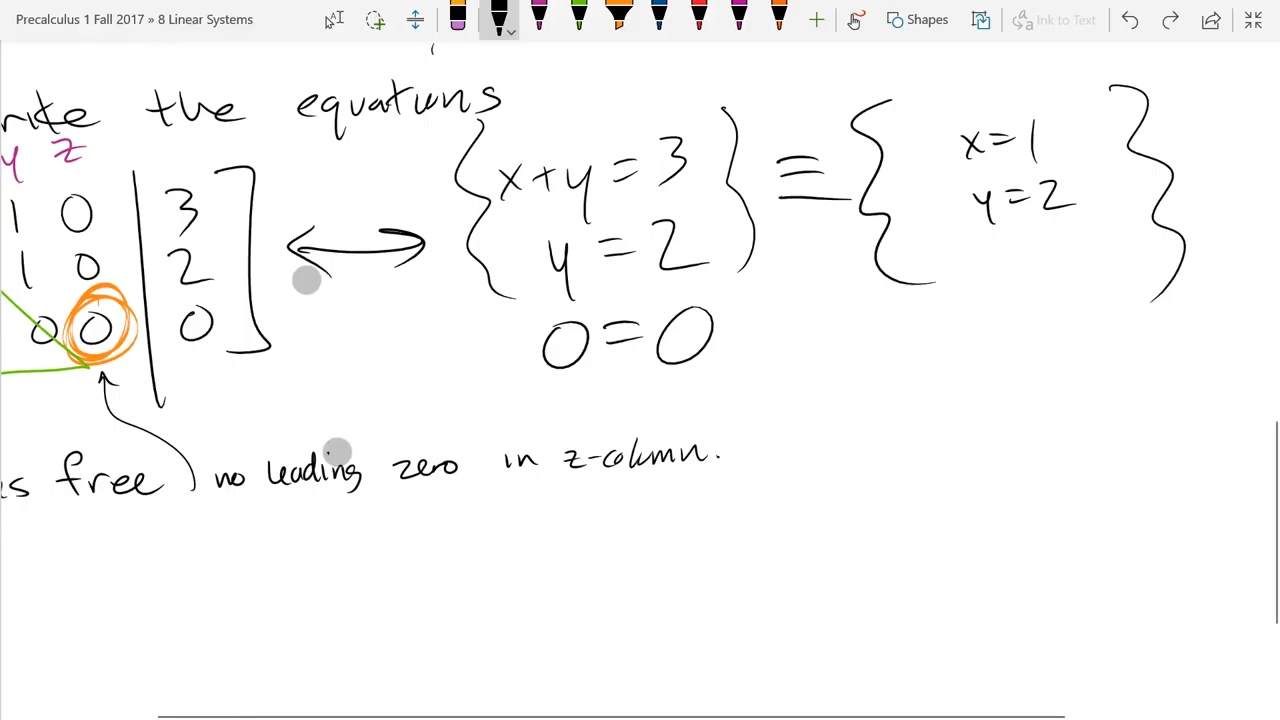 Precalculus 1 Fall 2017 » 8 Linear Systems
Shapes
Ink to Text
rite the equations
y z
1 0 3
1 0 2
0 0 0
x+y=3
y=2
0=0
≡
x=1
y=2
is free no leading zero in z-column.